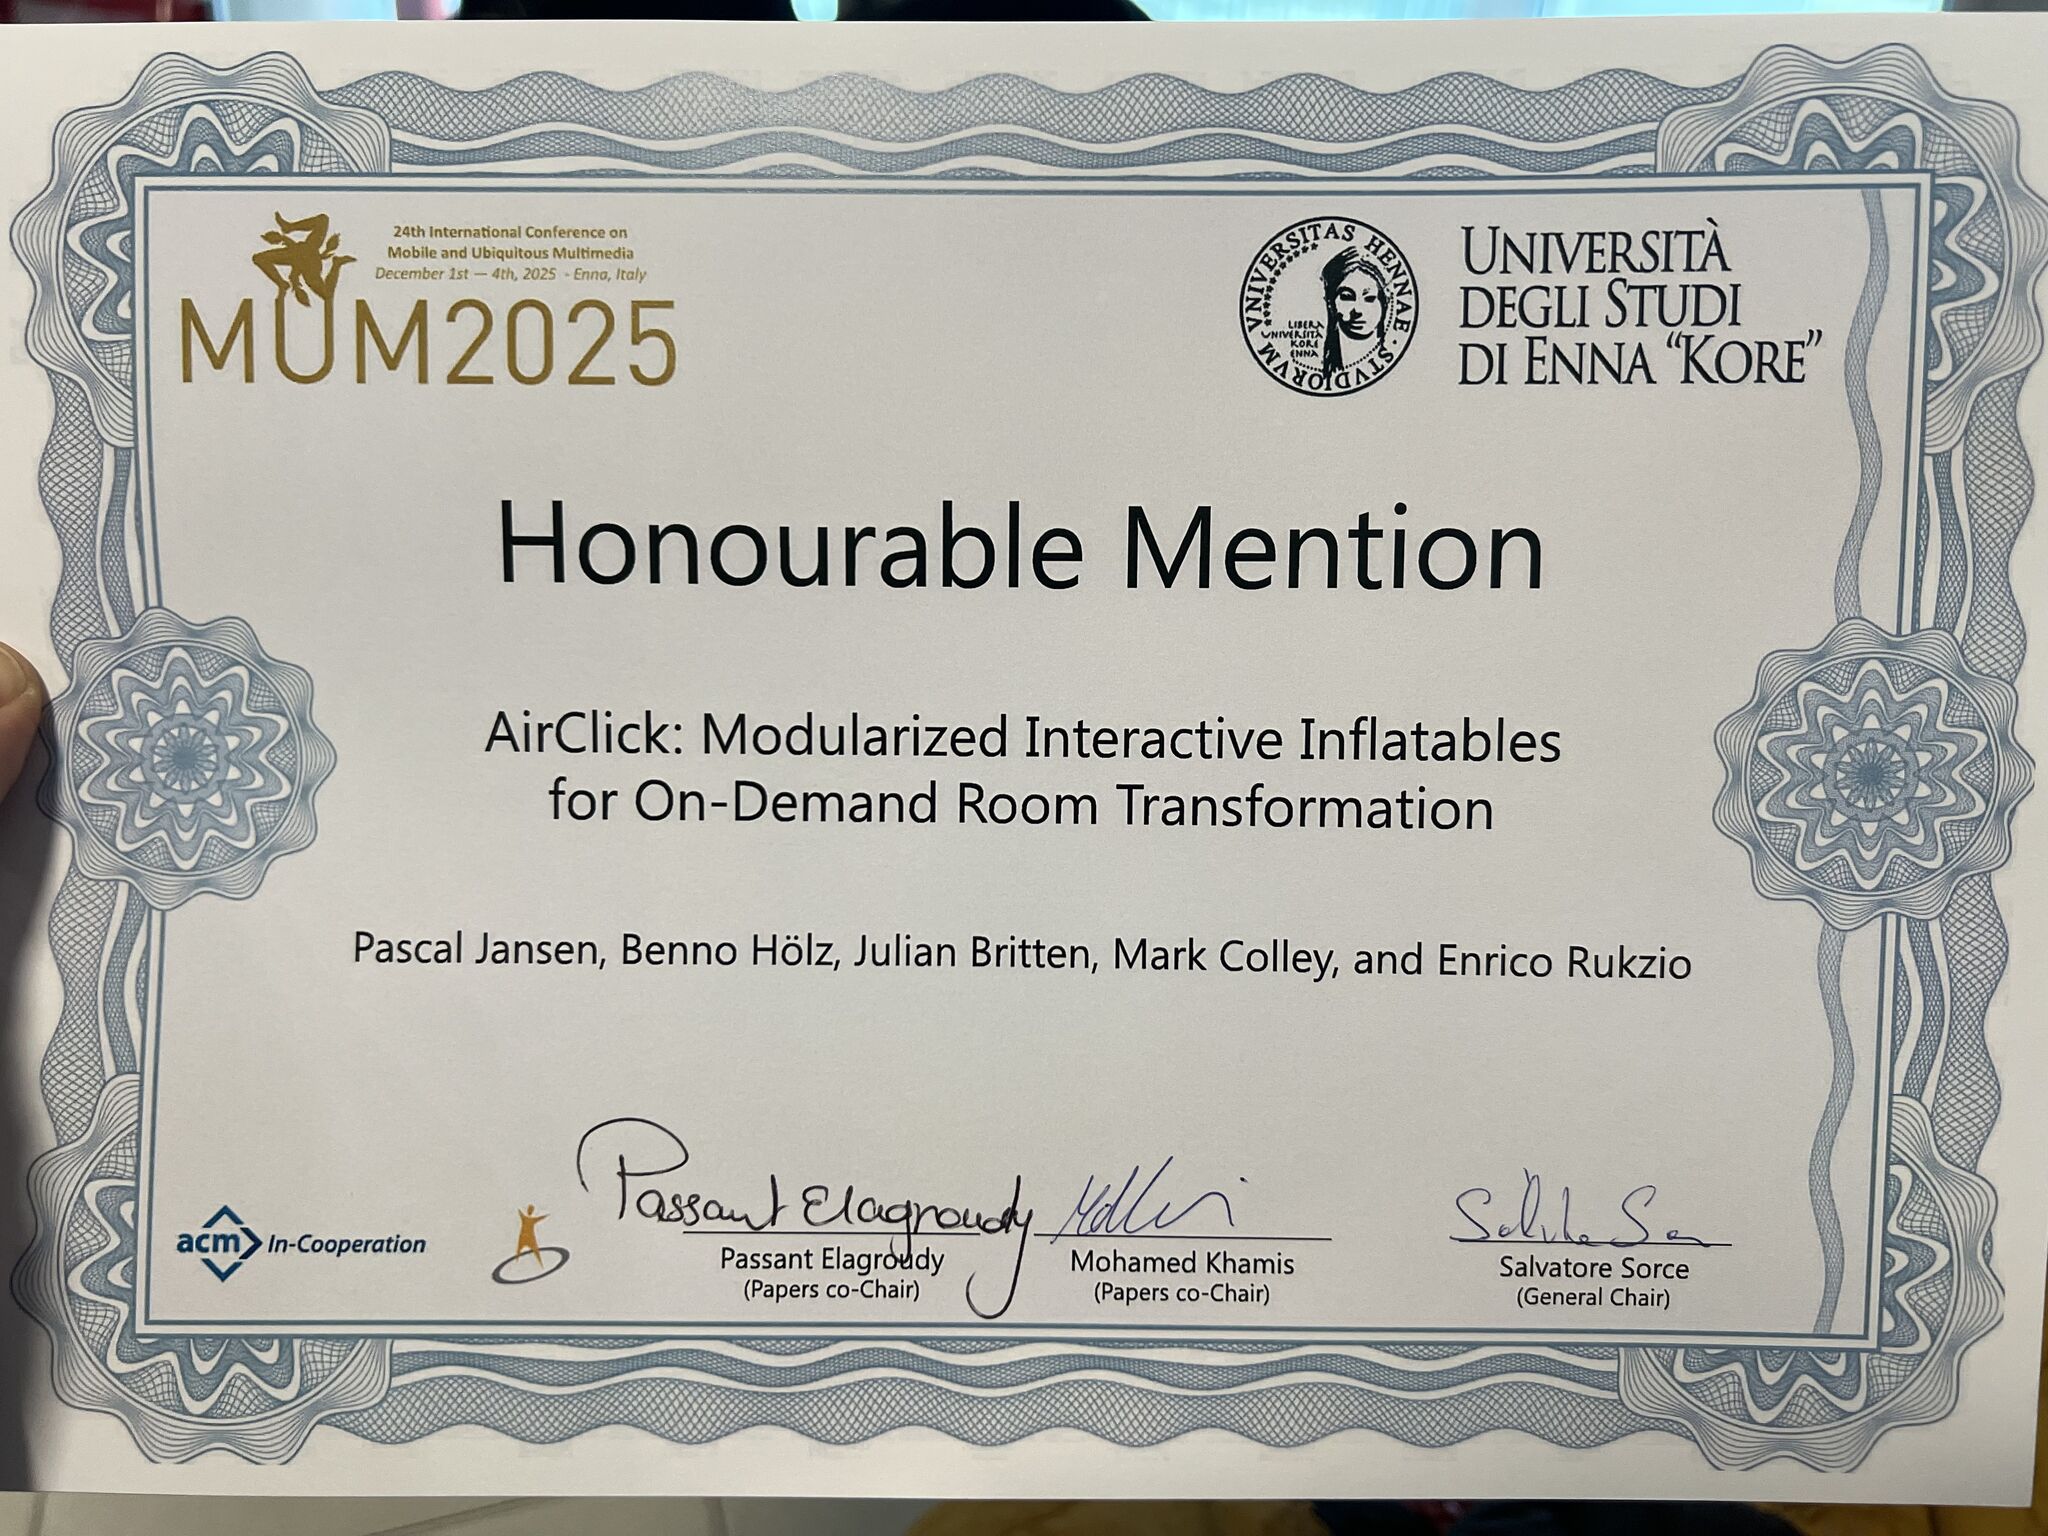 24th International Conference on
Mobile and Ubiquitous Multimedia
December 1st — 4th, 2025 - Enna, Italy
MUM2025
VNIVERSITAS HENNAE · STVDIORVM
LIBERA
UNIVERSITÀ
KORE
ENNA
UNIVERSITÀ
DEGLI STUDI
DI ENNA “KORE”
Honourable Mention
AirClick: Modularized Interactive Inflatables
for On-Demand Room Transformation
Pascal Jansen, Benno Hölz, Julian Britten, Mark Colley, and Enrico Rukzio
Passant Elagroudy
acm In-Cooperation
Passant Elagroudy
(Papers co-Chair)
Mohamed Khamis
(Papers co-Chair)
Salvatore Sorce
(General Chair)